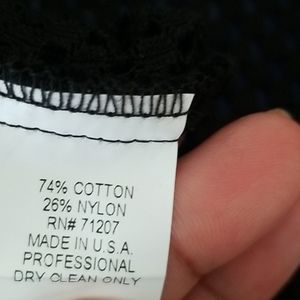 74% COTTON
26% NYLON
RN# 71207
MADE IN U.S.A.
PROFESSIONAL
DRY CLEAN ONLY